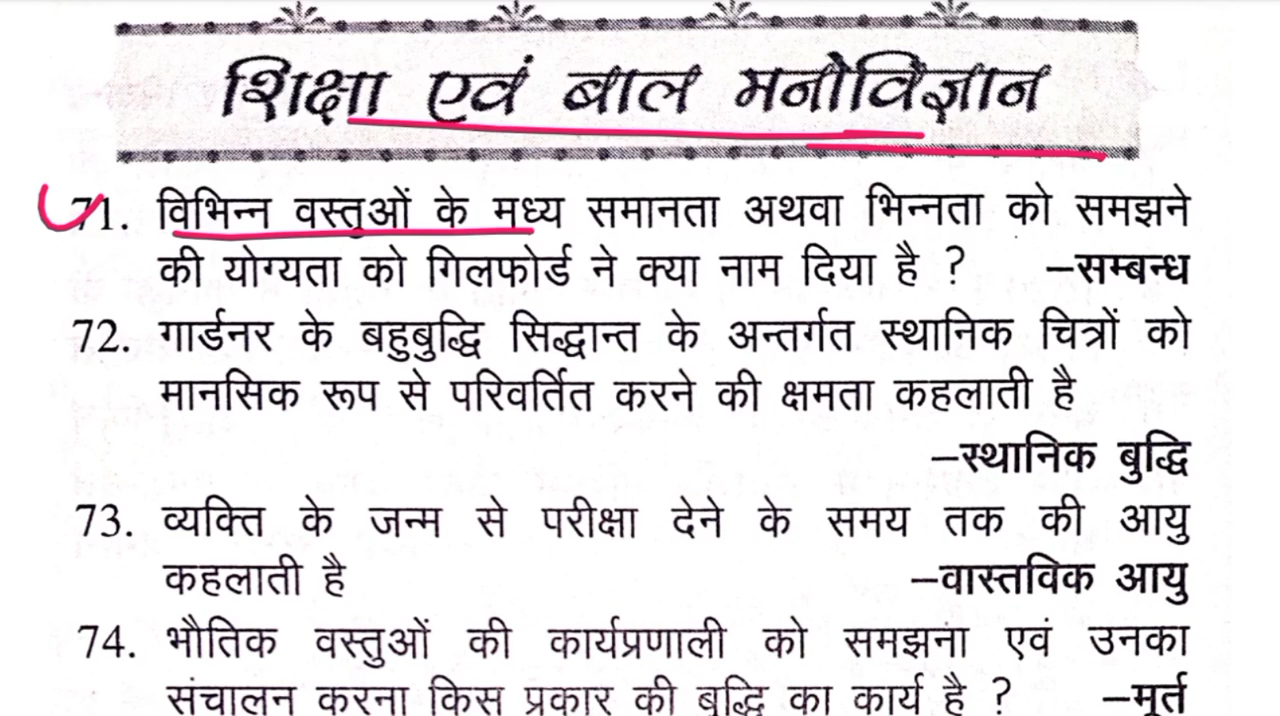 शिक्षा एवं बाल मनोविज्ञान
71. विभिन्न वस्तुओं के मध्य समानता अथवा भिन्नता को समझने
की योग्यता को गिलफोर्ड ने क्या नाम दिया है ? –सम्बन्ध
72. गार्डनर के बहुबुद्धि सिद्धान्त के अन्तर्गत स्थानिक चित्रों को
मानसिक रूप से परिवर्तित करने की क्षमता कहलाती है
–स्थानिक बुद्धि
73. व्यक्ति के जन्म से परीक्षा देने के समय तक की आयु
कहलाती है –वास्तविक आयु
74. भौतिक वस्तुओं की कार्यप्रणाली को समझना एवं उनका
संचालन करना किस प्रकार की बुद्धि का कार्य है ? –मूर्त